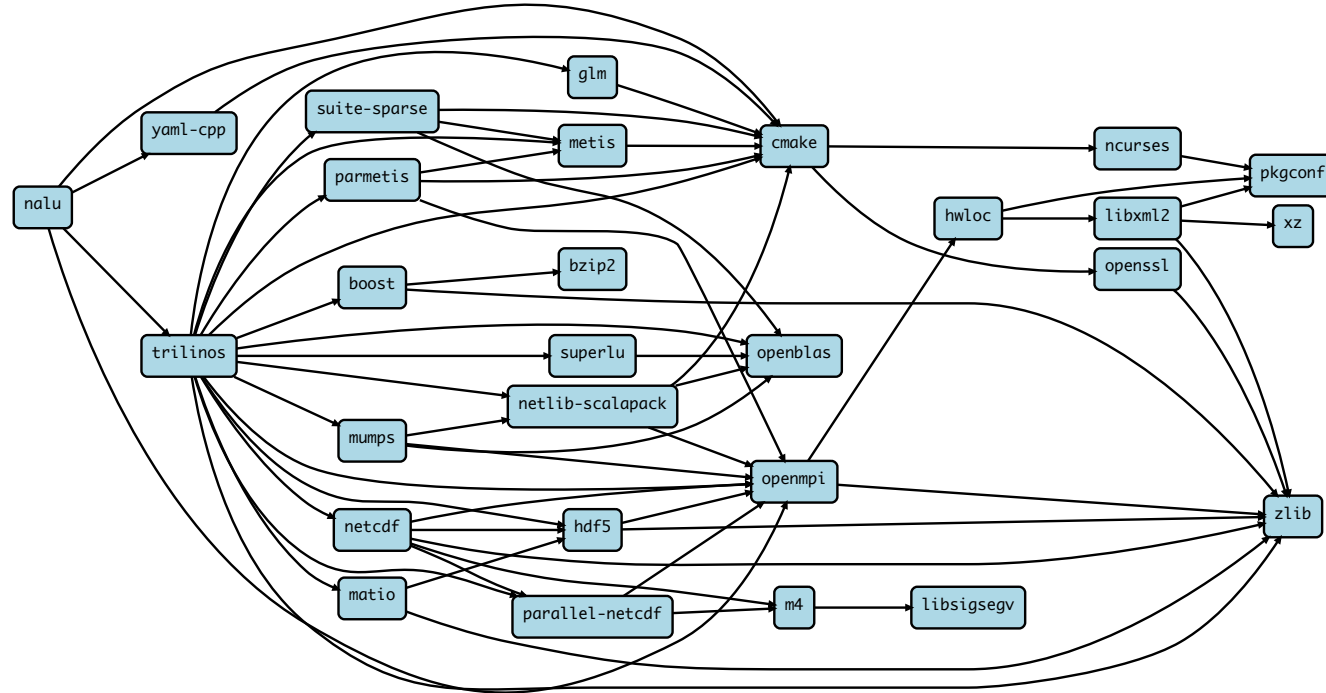 glm
suite-sparse
yaml-cpp
metis
cmake
ncurses
parmetis
pkgconf
nalu
hwloc
libxml2
xz
bzip2
openssl
boost
trilinos
superlu
openblas
netlib-scalapack
mumps
openmpi
netcdf
hdf5
zlib
matio
parallel-netcdf
m4
libsigsegv